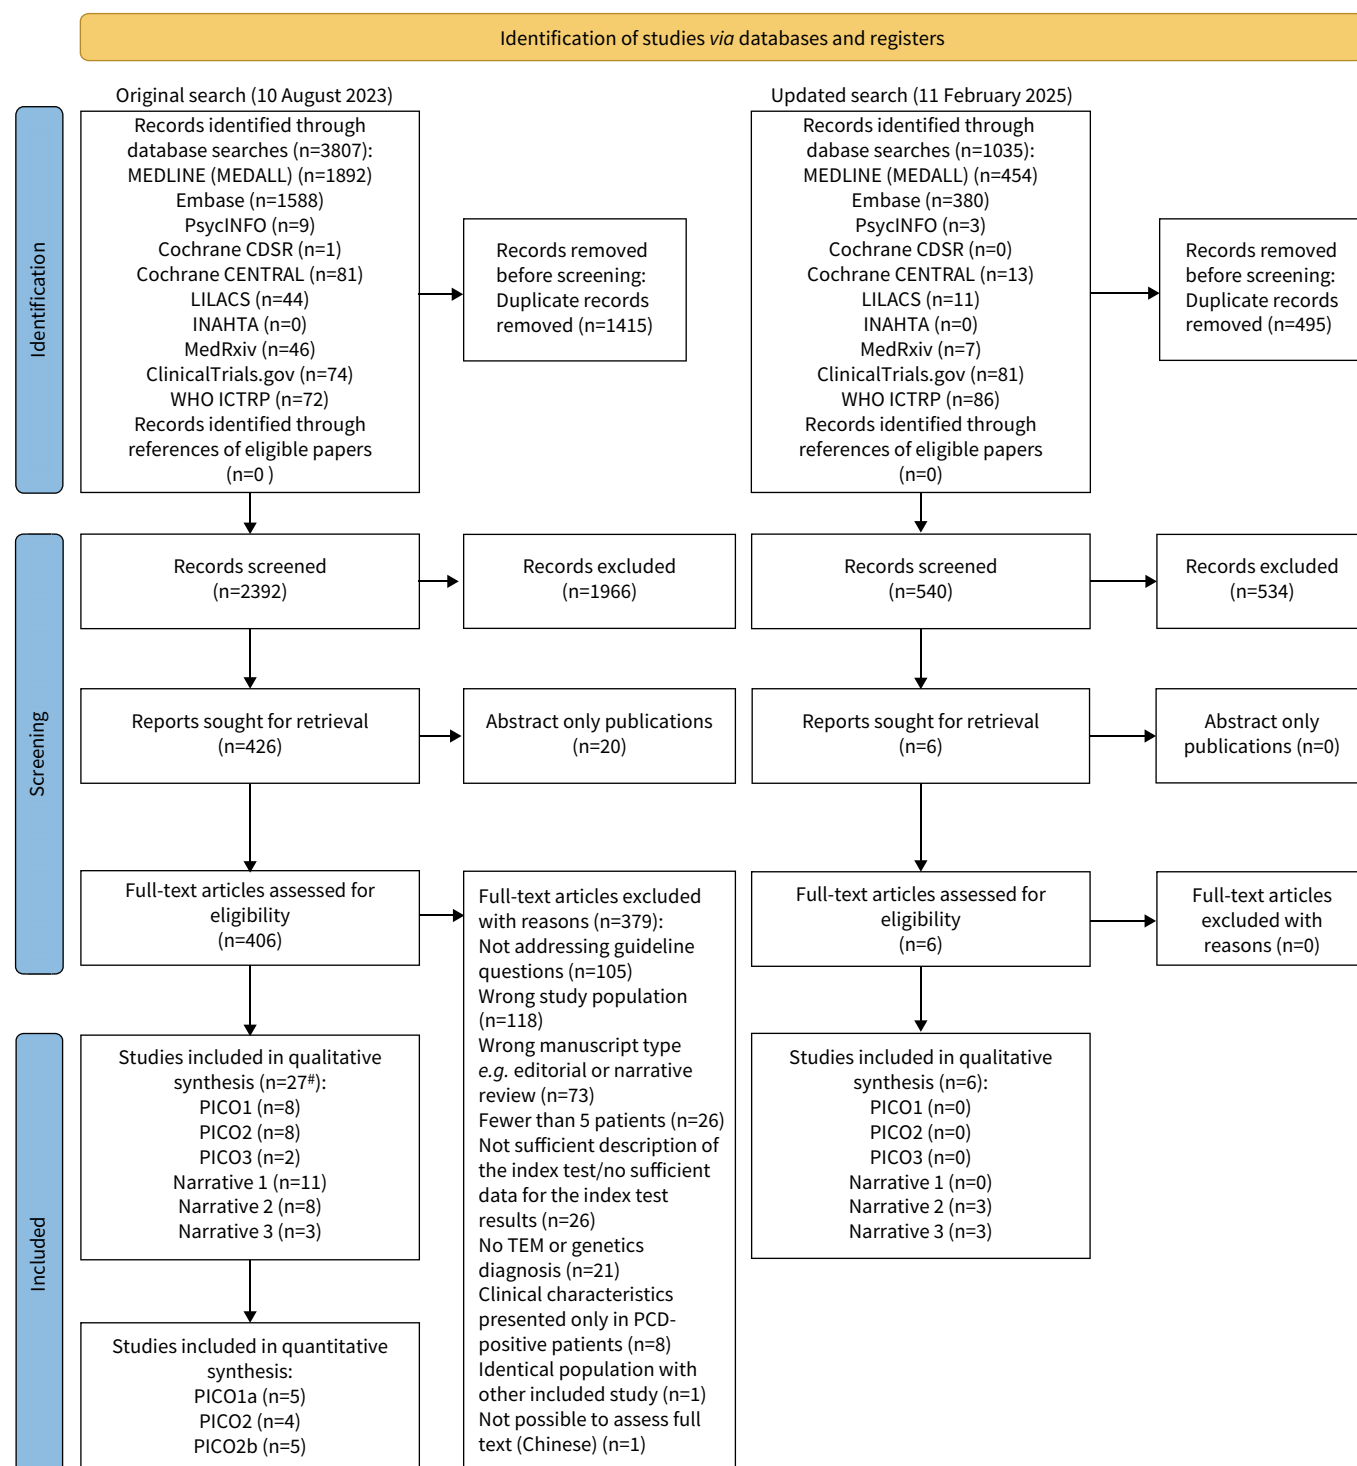 Identification of studies via databases and registers
Original search (10 August 2023)
Records identified through
database searches (n=3807):
MEDLINE (MEDALL) (n=1892)
Embase (n=1588)
PsycINFO (n=9)
Cochrane CDSR (n=1)
Cochrane CENTRAL (n=81)
LILACS (n=44)
INAHTA (n=0)
MedRxiv (n=46)
ClinicalTrials.gov (n=74)
WHO ICTRP (n=72)
Records identified through
references of eligible papers
(n=0 )
Records removed
before screening:
Duplicate records
removed (n=1415)
Updated search (11 February 2025)
Records identified through
dabase searches (n=1035):
MEDLINE (MEDALL) (n=454)
Embase (n=380)
PsycINFO (n=3)
Cochrane CDSR (n=0)
Cochrane CENTRAL (n=13)
LILACS (n=11)
INAHTA (n=0)
MedRxiv (n=7)
ClinicalTrials.gov (n=81)
WHO ICTRP (n=86)
Records identified through
references of eligible papers
(n=0)
Records removed
before screening:
Duplicate records
removed (n=495)
Identification
Records screened
(n=2392)
Records excluded
(n=1966)
Records screened
(n=540)
Records excluded
(n=534)
Reports sought for retrieval
(n=426)
Abstract only publications
(n=20)
Reports sought for retrieval
(n=6)
Abstract only
publications (n=0)
Screening
Full-text articles assessed for
eligibility
(n=406)
Full-text articles excluded
with reasons (n=379):
Not addressing guideline
questions (n=105)
Wrong study population
(n=118)
Wrong manuscript type
e.g. editorial or narrative
review (n=73)
Fewer than 5 patients (n=26)
Not sufficient description of
the index test/no sufficient
data for the index test
results (n=26)
No TEM or genetics
diagnosis (n=21)
Clinical characteristics
presented only in PCD-
positive patients (n=8)
Identical population with
other included study (n=1)
Not possible to assess full
text (Chinese) (n=1)
Full-text articles assessed for
eligibility
(n=6)
Full-text articles
excluded with
reasons (n=0)
Studies included in qualitative
synthesis (n=27#):
PICO1 (n=8)
PICO2 (n=8)
PICO3 (n=2)
Narrative 1 (n=11)
Narrative 2 (n=8)
Narrative 3 (n=3)
Studies included in qualitative
synthesis (n=6):
PICO1 (n=0)
PICO2 (n=0)
PICO3 (n=0)
Narrative 1 (n=0)
Narrative 2 (n=3)
Narrative 3 (n=3)
Included
Studies included in quantitative
synthesis:
PICO1a (n=5)
PICO2 (n=4)
PICO2b (n=5)